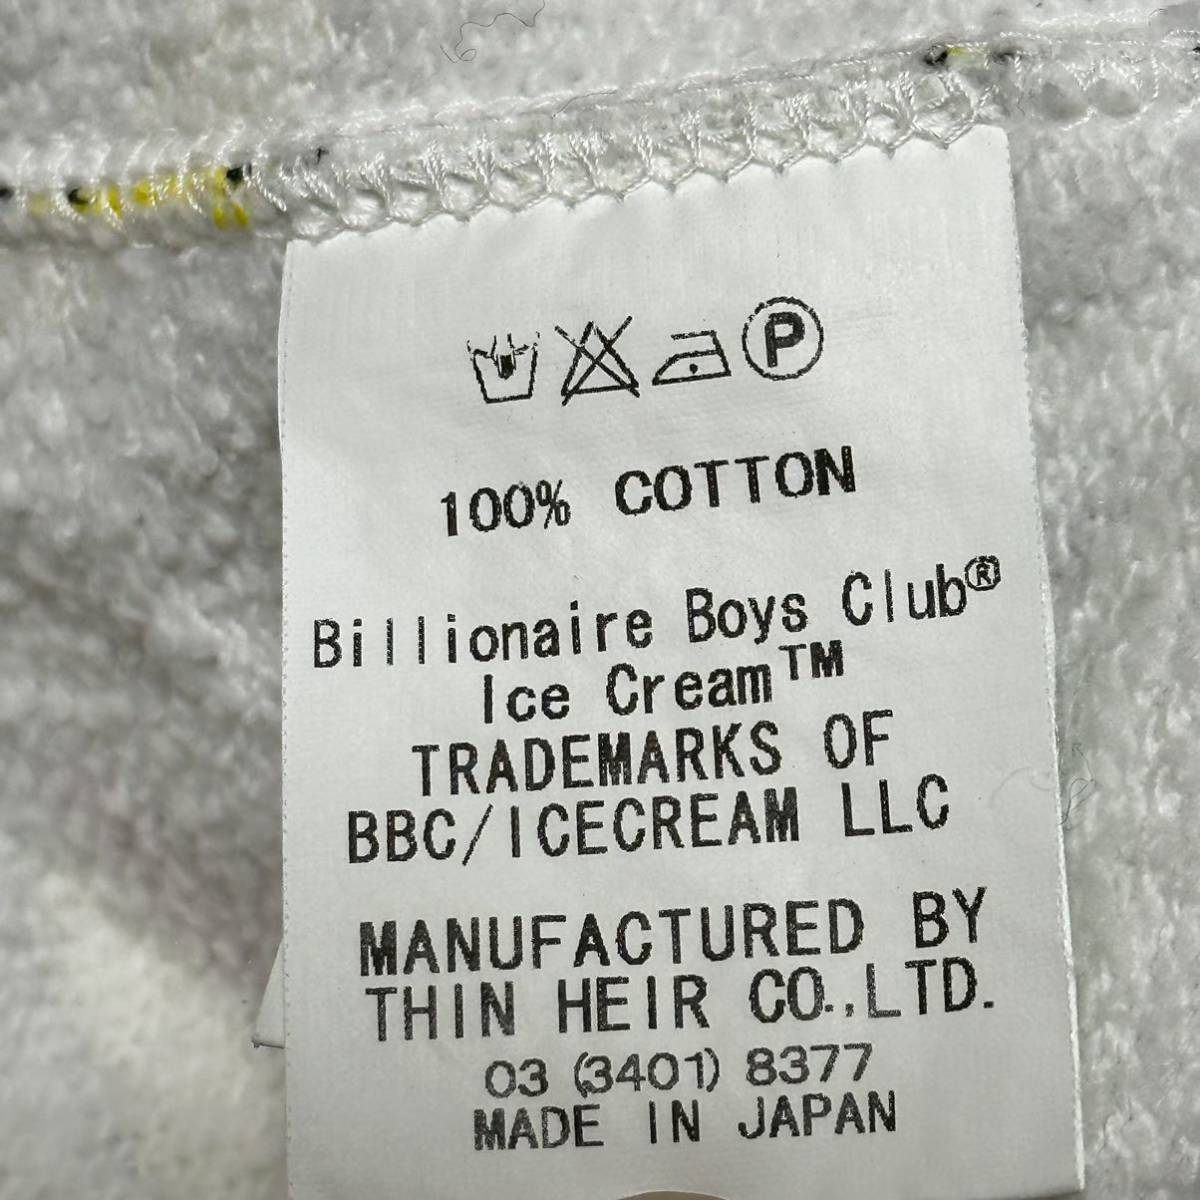 P
100% COTTON
Billionaire Boys Club®
Ice Cream™
TRADEMARKS OF
BBC/ICECREAM LLC
MANUFACTURED BY
THIN HEIR CO.,LTD.
03 (3401) 8377
MADE IN JAPAN